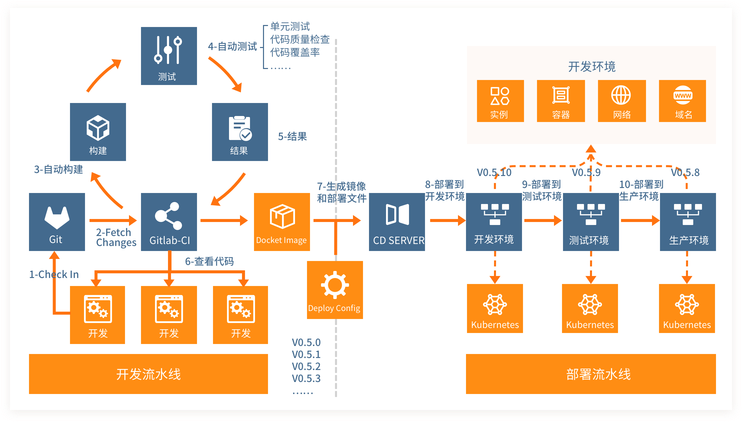 单元测试
代码质量检查
代码覆盖率
……
4-自动测试
测试
3-自动构建
构建
结果
5-结果
Git
2-Fetch
Changes
Gitlab-CI
Docket Image
7-生成镜像
和部署文件
CD SERVER
1-Check In
6-查看代码
开发
开发
开发
Deploy Config
开发流水线
V0.5.0
V0.5.1
V0.5.2
V0.5.3
……
开发环境
实例
容器
网络
WWW
域名
V0.5.10
V0.5.9
V0.5.8
8-部署到
开发环境
9-部署到
测试环境
10-部署到
生产环境
开发环境
测试环境
生产环境
Kubernetes
Kubernetes
Kubernetes
部署流水线